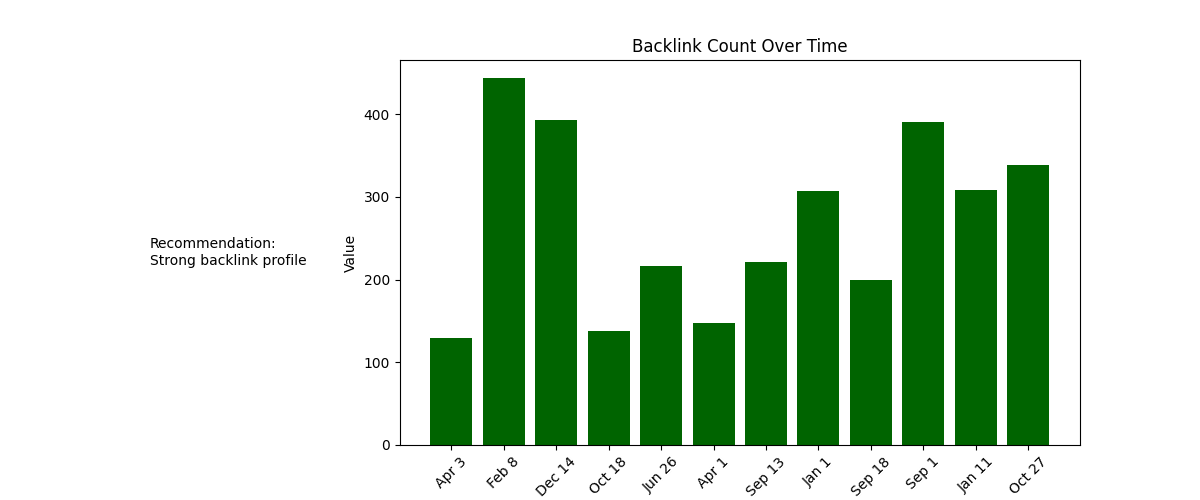 Backlink Count Over Time
Recommendation:
Strong backlink profile
Value
400
300
200
100
0
Apr 3
Feb 8
Dec 14
Oct 18
Jun 26
Apr 1
Sep 13
Jan 1
Sep 18
Sep 1
Jan 11
Oct 27